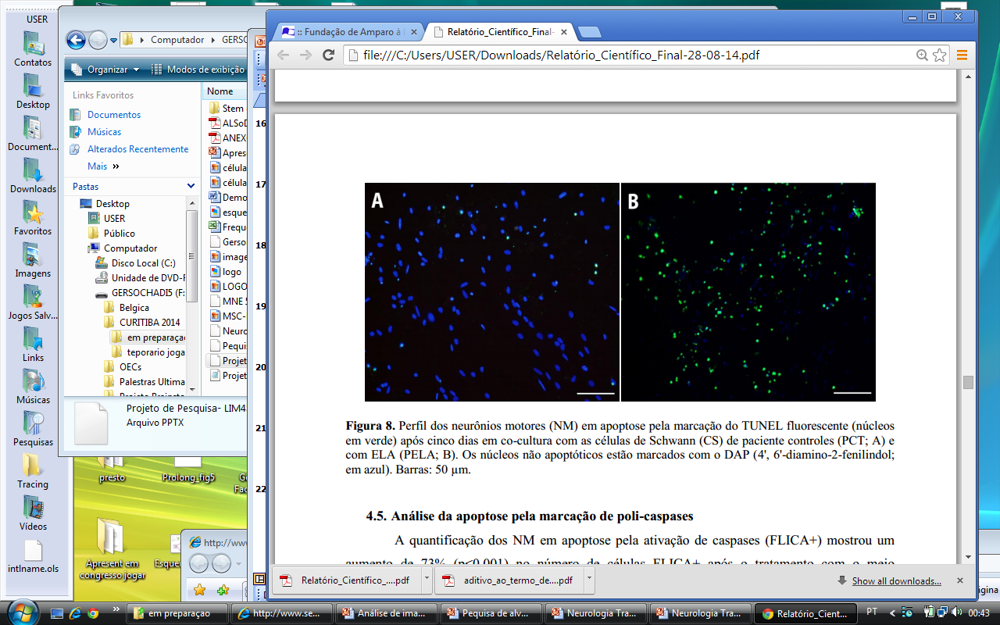 USER
Contatos
Desktop
Document...
Downloads
Favoritos
Imagens
Jogos Salv...
Links
Músicas
Pesquisas
Tracing
Vídeos
intlname.ols
Computador
GERSO
Organizar
Modos de exibição
Links Favoritos
Documentos
Músicas
Alterados Recentemente
Mais »
Pastas
Desktop
USER
Público
Computador
Disco Local (C:)
Unidade de DVD-R
GERSOCHADI5 (F:
Belgica
CURITIBA 2014
em preparaçao
teporario joga
OECs
Palestras Ultima
Nome
Stem
ALSoD
ANEX
Apres
célula
célula
Demo
esque
Frequ
Gerso
image
logo
LOGO
MNE
MSC-
Neuro
Pequi
Projet
Projet
Projeto de Pesquisa- LIM4
Arquivo PPTX
16
17
18
19
20
21
22
presto
Prolong_fig5
Apresent em
congresso jogar
http://ww
:: Fundação de Amparo à
Relatório_Científico_Final-
file:///C:/Users/USER/Downloads/Relatório_Científico_Final-28-08-14.pdf
A
B
Figura 8. Perfil dos neurônios motores (NM) em apoptose pela marcação do TUNEL fluorescente (núcleos
em verde) após cinco dias em co-cultura com as células de Schwann (CS) de paciente controles (PCT; A) e
com ELA (PELA; B). Os núcleos não apoptóticos estão marcados com o DAP (4', 6'-diamino-2-fenilindol;
em azul). Barras: 50 µm.
4.5. Análise da apoptose pela marcação de poli-caspases
A quantificação dos NM em apoptose pela ativação de caspases (FLICA+) mostrou um
aumento de 73% (p<0.001) no número de células FLICA+ após o tratamento com o meio
Relatório_Científico_....pdf
aditivo_ao_termo_de....pdf
Show all downloads...
ágina
em preparaçao
http://www.se...
Análise de ima...
Pequisa de alv...
Neurologia Tra...
Neurologia Tra...
Relatório_Cient...
PT
00:43